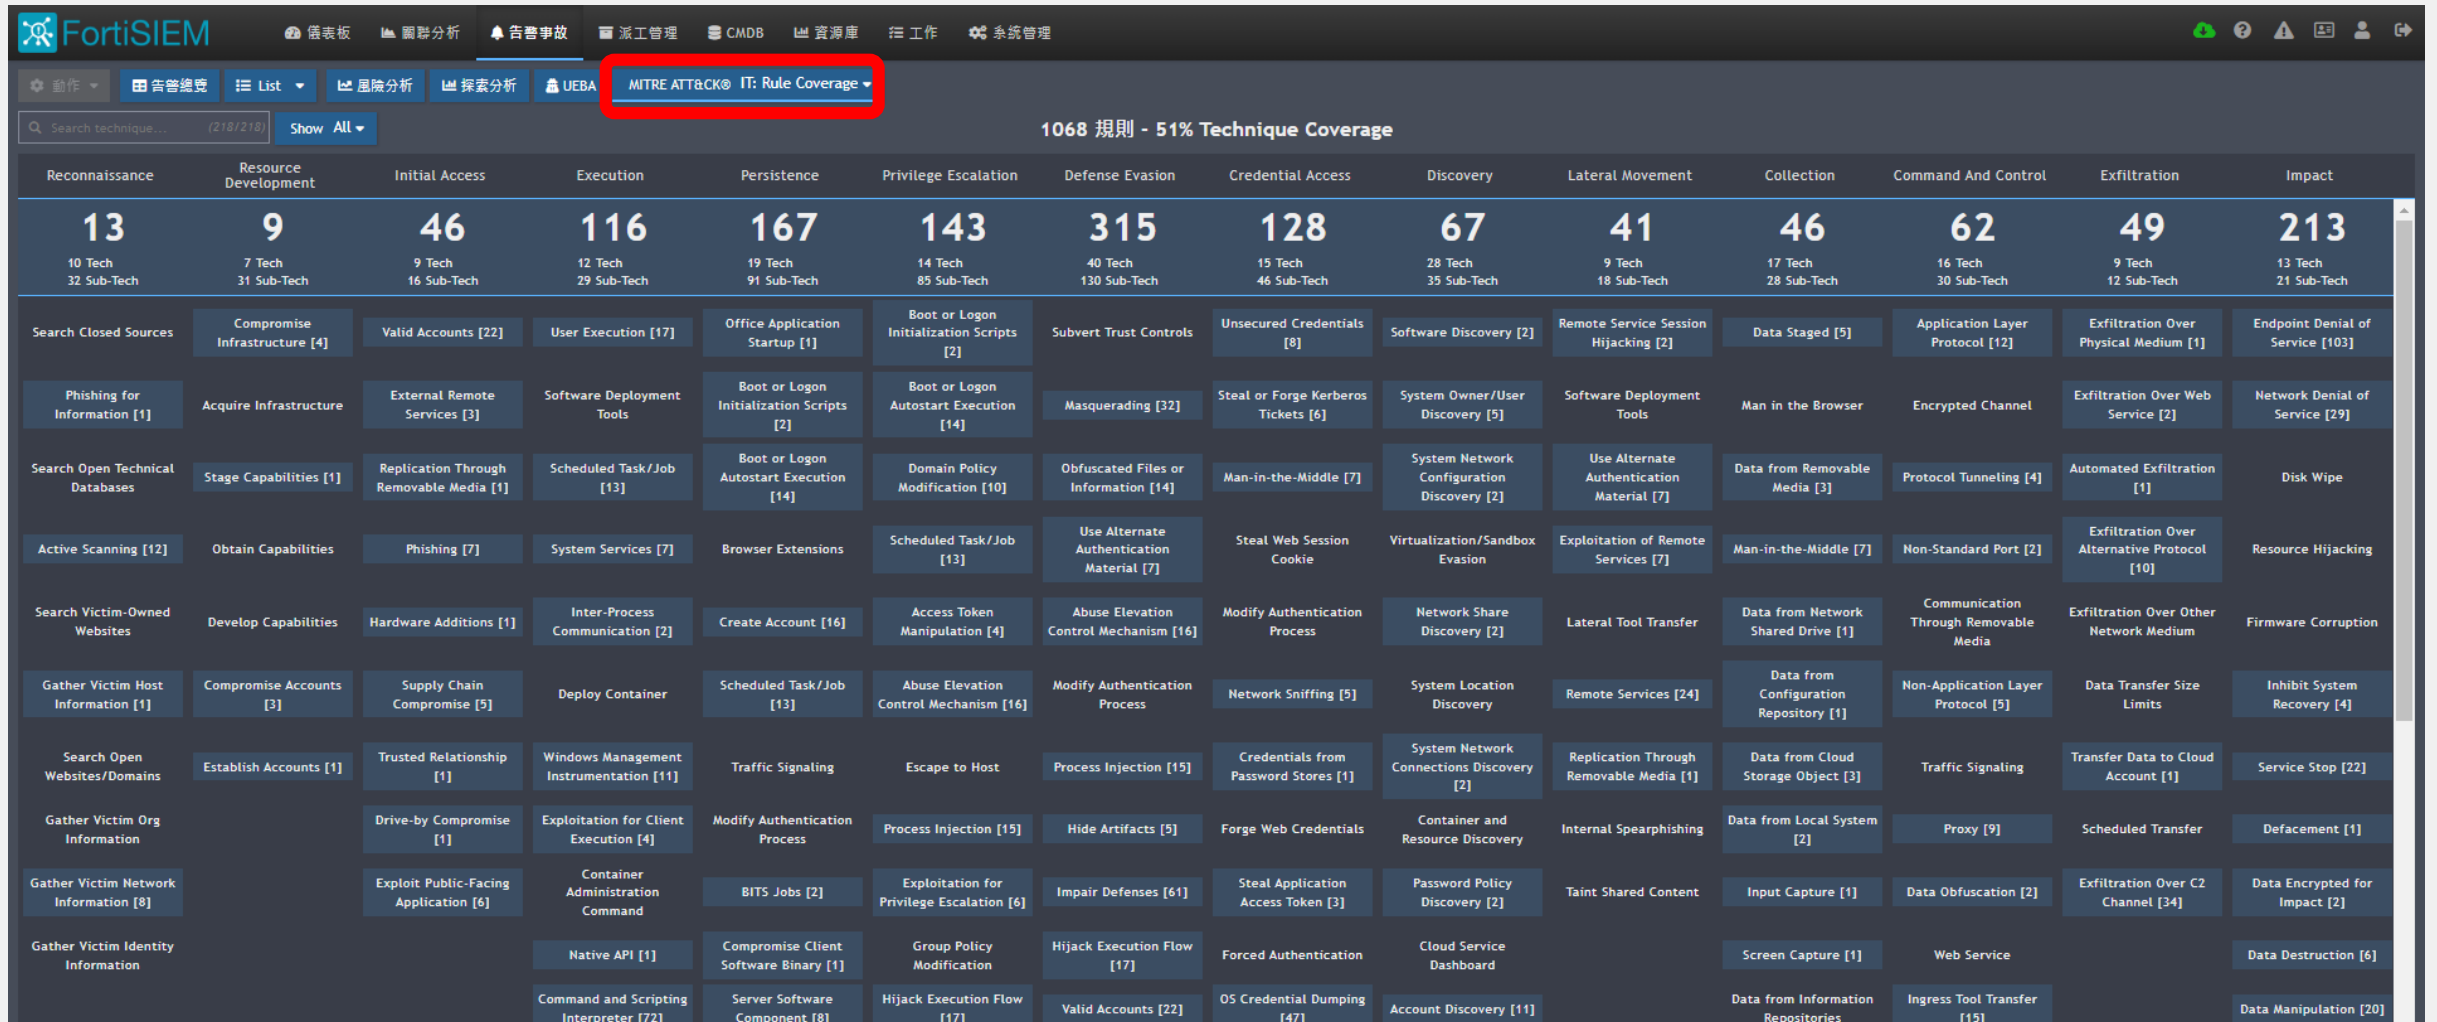 FortiSIEM 儀表板 關聯分析 告警事故 派工管理 CMDB 資源庫 工作 系統管理
動作 告警總覽 List 風險分析 探索分析 UEBA MITRE ATT&CK® IT: Rule Coverage
Search technique... (218/218) Show All 1068 規則 - 51% Technique Coverage
Reconnaissance
Resource
Development
Initial Access
Execution
Persistence
Privilege Escalation
Defense Evasion
Credential Access
Discovery
Lateral Movement
Collection
Command And Control
Exfiltration
Impact
13 9 46 116 167 143 315 128 67 41 46 62 49 213
10 Tech 7 Tech 9 Tech 12 Tech 19 Tech 14 Tech 40 Tech 15 Tech 28 Tech 9 Tech 17 Tech 16 Tech 9 Tech 13 Tech
32 Sub-Tech 31 Sub-Tech 16 Sub-Tech 29 Sub-Tech 91 Sub-Tech 85 Sub-Tech 130 Sub-Tech 46 Sub-Tech 35 Sub-Tech 18 Sub-Tech 28 Sub-Tech 30 Sub-Tech 12 Sub-Tech 21 Sub-Tech
Search Closed Sources
Compromise
Infrastructure [4]
Valid Accounts [22]
User Execution [17]
Office Application
Startup [1]
Boot or Logon
Initialization Scripts
[2]
Subvert Trust Controls
Unsecured Credentials
[8]
Software Discovery [2]
Remote Service Session
Hijacking [2]
Data Staged [5]
Application Layer
Protocol [12]
Exfiltration Over
Physical Medium [1]
Endpoint Denial of
Service [103]
Phishing for
Information [1]
Acquire Infrastructure
External Remote
Services [3]
Software Deployment
Tools
Boot or Logon
Initialization Scripts
[2]
Boot or Logon
Autostart Execution
[14]
Masquerading [32]
Steal or Forge Kerberos
Tickets [6]
System Owner/User
Discovery [5]
Software Deployment
Tools
Man in the Browser
Encrypted Channel
Exfiltration Over Web
Service [2]
Network Denial of
Service [29]
Search Open Technical
Databases
Stage Capabilities [1]
Replication Through
Removable Media [1]
Scheduled Task/Job
[13]
Boot or Logon
Autostart Execution
[14]
Domain Policy
Modification [10]
Obfuscated Files or
Information [14]
Man-in-the-Middle [7]
System Network
Configuration
Discovery [2]
Use Alternate
Authentication
Material [7]
Data from Removable
Media [3]
Protocol Tunneling [4]
Automated Exfiltration
[1]
Disk Wipe
Active Scanning [12]
Obtain Capabilities
Phishing [7]
System Services [7]
Browser Extensions
Scheduled Task/Job
[13]
Use Alternate
Authentication
Material [7]
Steal Web Session
Cookie
Virtualization/Sandbox
Evasion
Exploitation of Remote
Services [7]
Man-in-the-Middle [7]
Non-Standard Port [2]
Exfiltration Over
Alternative Protocol
[10]
Resource Hijacking
Search Victim-Owned
Websites
Develop Capabilities
Hardware Additions [1]
Inter-Process
Communication [2]
Create Account [16]
Access Token
Manipulation [4]
Abuse Elevation
Control Mechanism [16]
Modify Authentication
Process
Network Share
Discovery [2]
Lateral Tool Transfer
Data from Network
Shared Drive [1]
Communication
Through Removable
Media
Exfiltration Over Other
Network Medium
Firmware Corruption
Gather Victim Host
Information [1]
Compromise Accounts
[3]
Supply Chain
Compromise [5]
Deploy Container
Scheduled Task/Job
[13]
Abuse Elevation
Control Mechanism [16]
Modify Authentication
Process
Network Sniffing [5]
System Location
Discovery
Remote Services [24]
Data from
Configuration
Repository [1]
Non-Application Layer
Protocol [5]
Data Transfer Size
Limits
Inhibit System
Recovery [4]
Search Open
Websites/Domains
Establish Accounts [1]
Trusted Relationship
[1]
Windows Management
Instrumentation [11]
Traffic Signaling
Escape to Host
Process Injection [15]
Credentials from
Password Stores [1]
System Network
Connections Discovery
[2]
Replication Through
Removable Media [1]
Data from Cloud
Storage Object [3]
Traffic Signaling
Transfer Data to Cloud
Account [1]
Service Stop [22]
Gather Victim Org
Information
Drive-by Compromise
[1]
Exploitation for Client
Execution [4]
Modify Authentication
Process
Process Injection [15]
Hide Artifacts [5]
Forge Web Credentials
Container and
Resource Discovery
Internal Spearphishing
Data from Local System
[2]
Proxy [9]
Scheduled Transfer
Defacement [1]
Gather Victim Network
Information [8]
Exploit Public-Facing
Application [6]
Container
Administration
Command
BITS Jobs [2]
Exploitation for
Privilege Escalation [6]
Impair Defenses [61]
Steal Application
Access Token [3]
Password Policy
Discovery [2]
Taint Shared Content
Input Capture [1]
Data Obfuscation [2]
Exfiltration Over C2
Channel [34]
Data Encrypted for
Impact [2]
Gather Victim Identity
Information
Native API [1]
Compromise Client
Software Binary [1]
Group Policy
Modification
Hijack Execution Flow
[17]
Forced Authentication
Cloud Service
Dashboard
Screen Capture [1]
Web Service
Data Destruction [6]
Command and Scripting
Interpreter [72]
Server Software
Component [8]
Hijack Execution Flow
[17]
Valid Accounts [22]
OS Credential Dumping
[47]
Account Discovery [11]
Data from Information
Repositories
Ingress Tool Transfer
[15]
Data Manipulation [20]